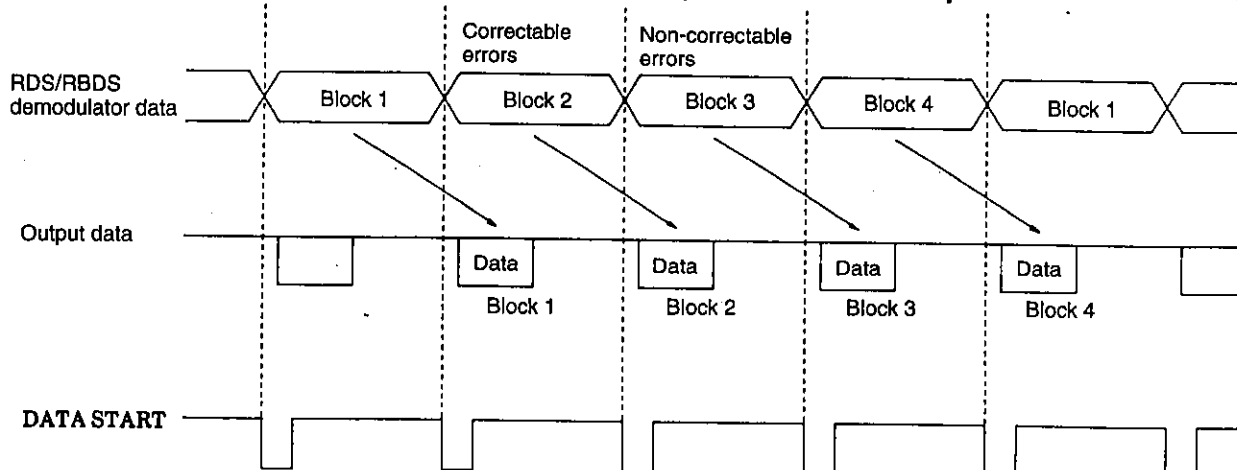 Correctable
errors
Non-correctable
errors
RDS/RBDS
demodulator data
Block 1
Block 2
Block 3
Block 4
Block 1
Output data
Data
Data
Data
Data
Block 1
Block 2
Block 3
Block 4
DATA START